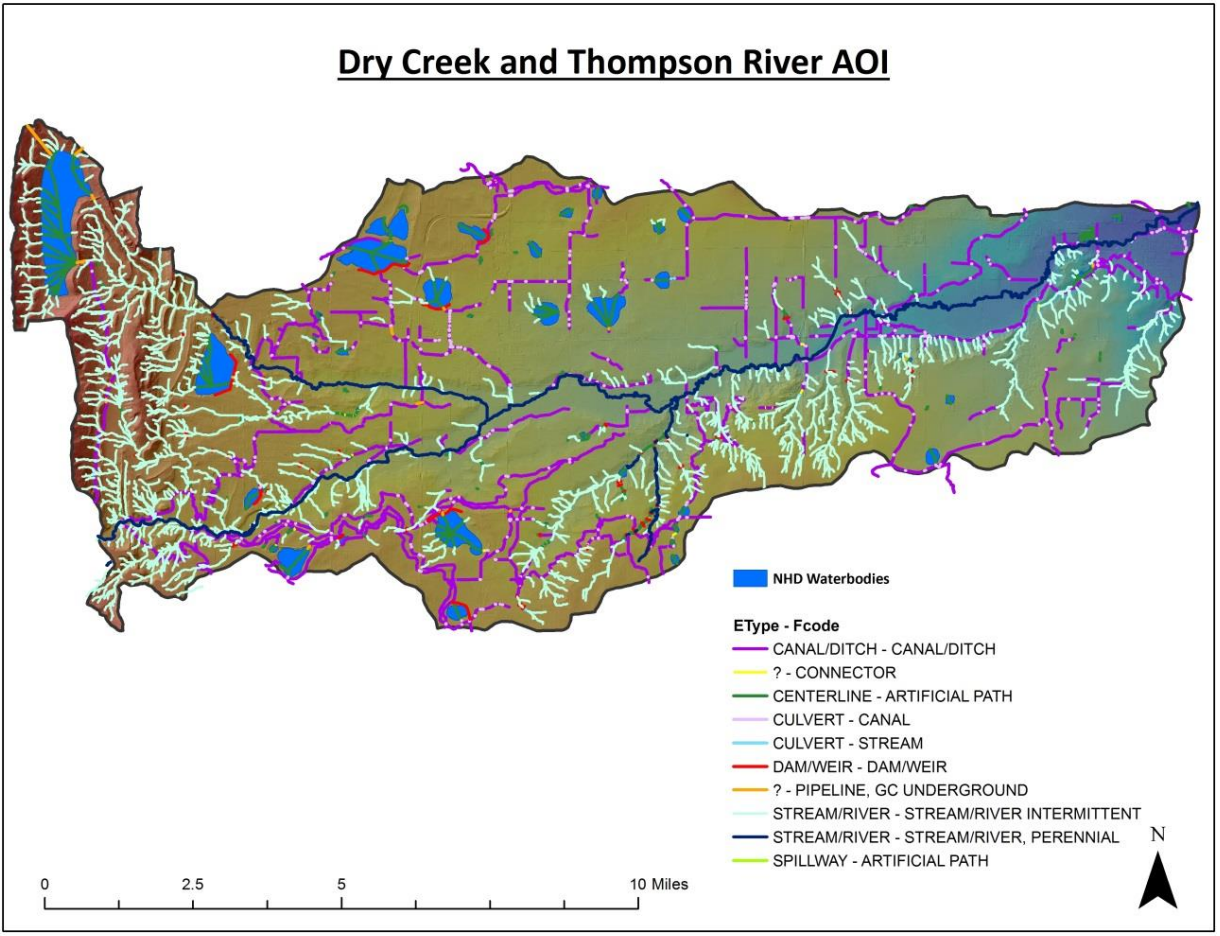 Dry Creek and Thompson River AOI
NHD Waterbodies
EType - Fcode
CANAL/DITCH - CANAL/DITCH
? - CONNECTOR
CENTERLINE - ARTIFICIAL PATH
CULVERT - CANAL
CULVERT - STREAM
DAM/WEIR - DAM/WEIR
? - PIPELINE, GC UNDERGROUND
STREAM/RIVER - STREAM/RIVER INTERMITTENT
STREAM/RIVER - STREAM/RIVER, PERENNIAL
SPILLWAY - ARTIFICIAL PATH
N
0 2.5 5 10 Miles